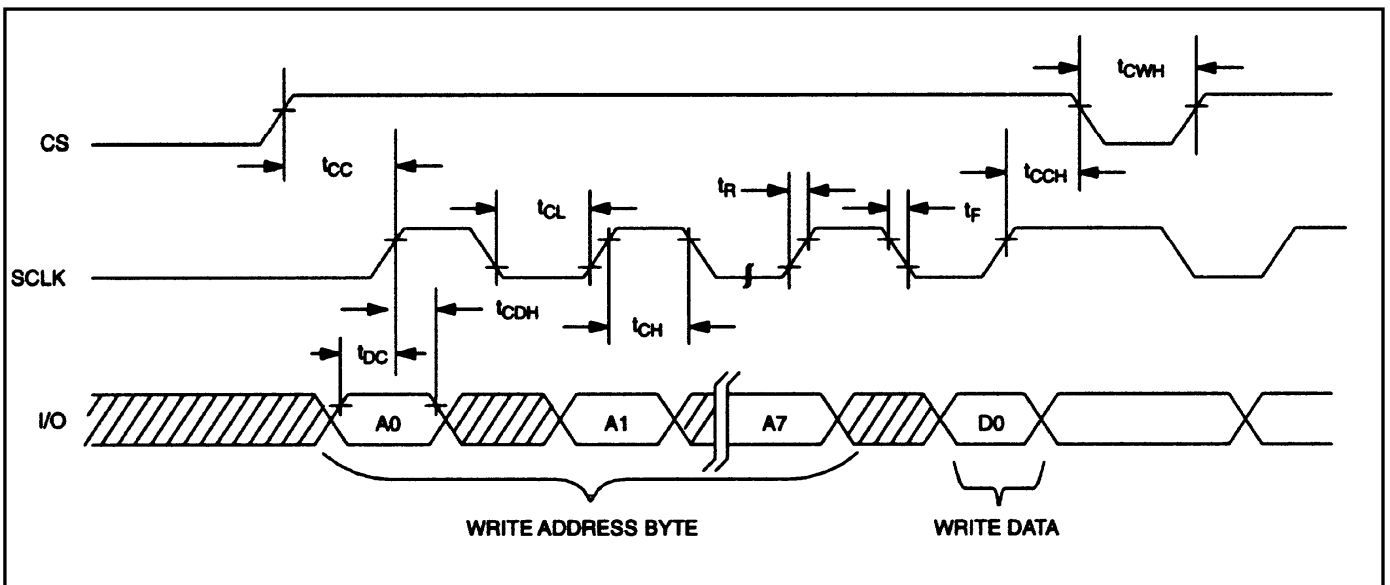 tCWH
CS
tCC
tCCH
tR
tCL
tF
SCLK
tCDH
tCH
tDC
I/O
A0
A1
A7
D0
WRITE ADDRESS BYTE
WRITE DATA